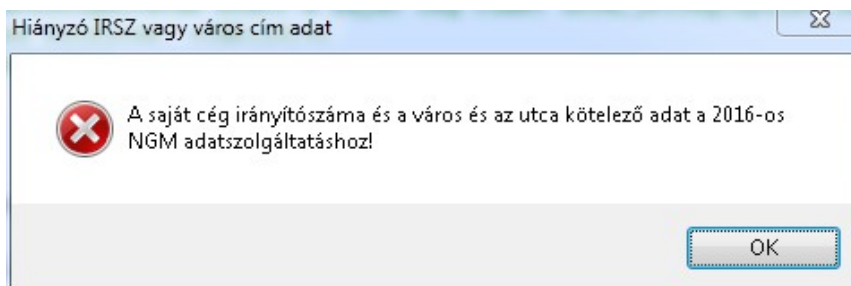 Hiányzó IRSZ vagy város cím adat
A saját cég irányítószáma és a város és az utca kötelező adat a 2016-os
NGM adatszolgáltatáshoz!
OK